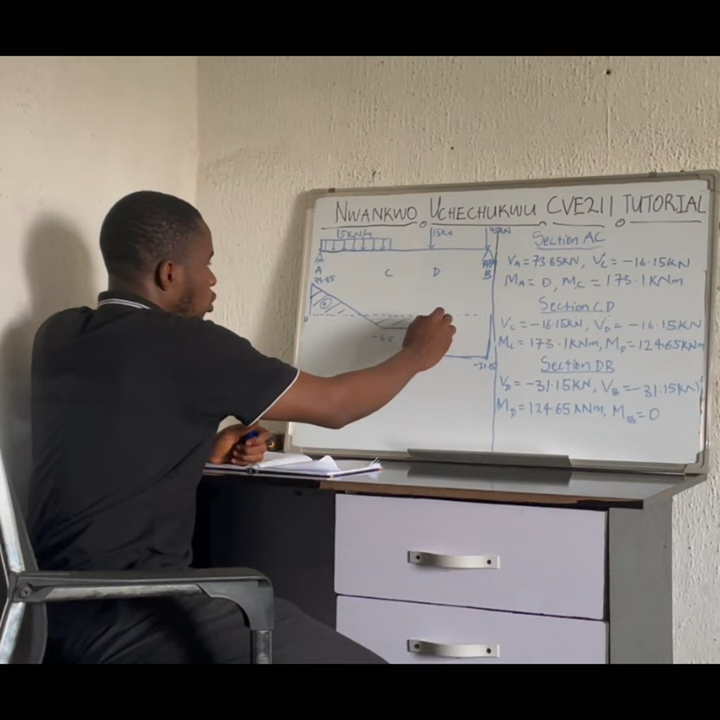 NWANKWO UCHECHUKWU CVE211 TUTORIAL
15KN
A
C
D
B
73.85
Section AC
VA = 73.85KN, VC = -16.15KN
MA = 0, MC = 173.1KNm
Section CD
VC = -16.15KN, VD = -16.15KN
MC = 173.1KNm, MD = 124.65KNm
Section DB
VD = -31.15KN, VB = -31.15KN
MD = 124.65KNm, MB = 0